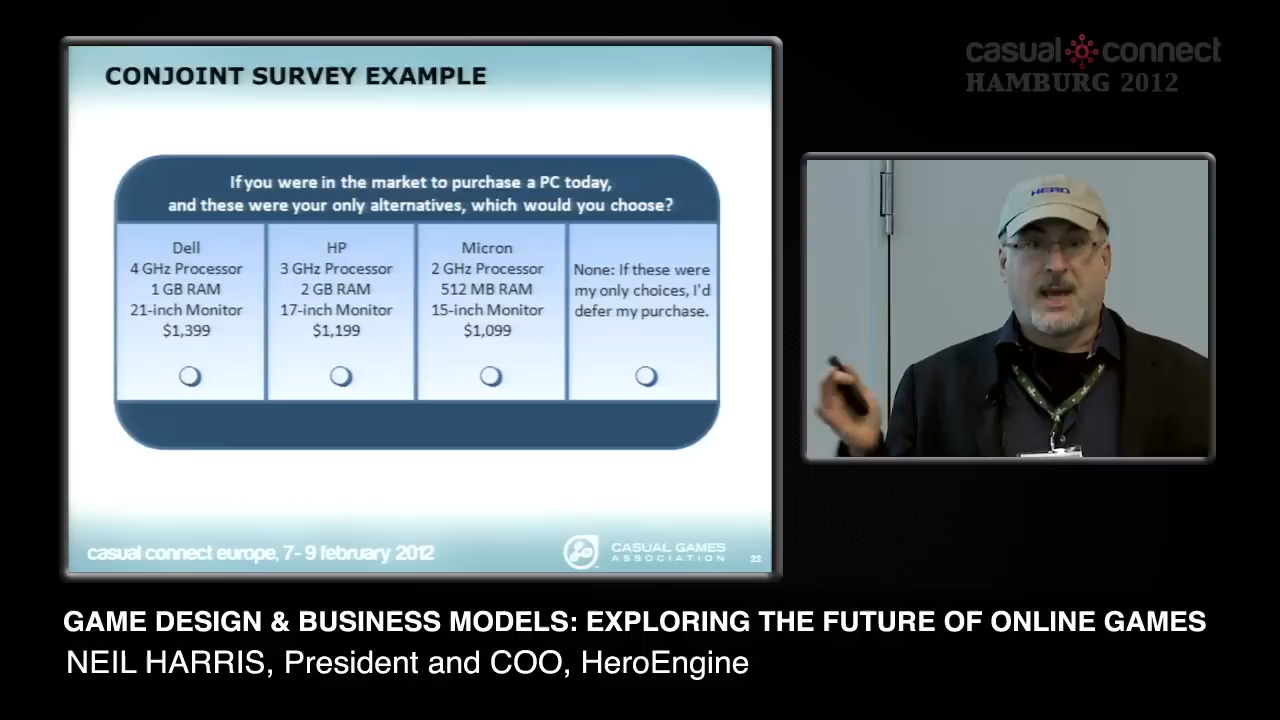 CONJOINT SURVEY EXAMPLE
If you were in the market to purchase a PC today,
and these were your only alternatives, which would you choose?
Dell
4 GHz Processor
1 GB RAM
21-inch Monitor
$1,399
HP
3 GHz Processor
2 GB RAM
17-inch Monitor
$1,199
Micron
2 GHz Processor
512 MB RAM
15-inch Monitor
$1,099
None: If these were
my only choices, I'd
defer my purchase.
casual connect europe, 7- 9 february 2012
CASUAL GAMES
ASSOCIATION
22
casual connect
HAMBURG 2012
HERO
GAME DESIGN & BUSINESS MODELS: EXPLORING THE FUTURE OF ONLINE GAMES
NEIL HARRIS, President and COO, HeroEngine